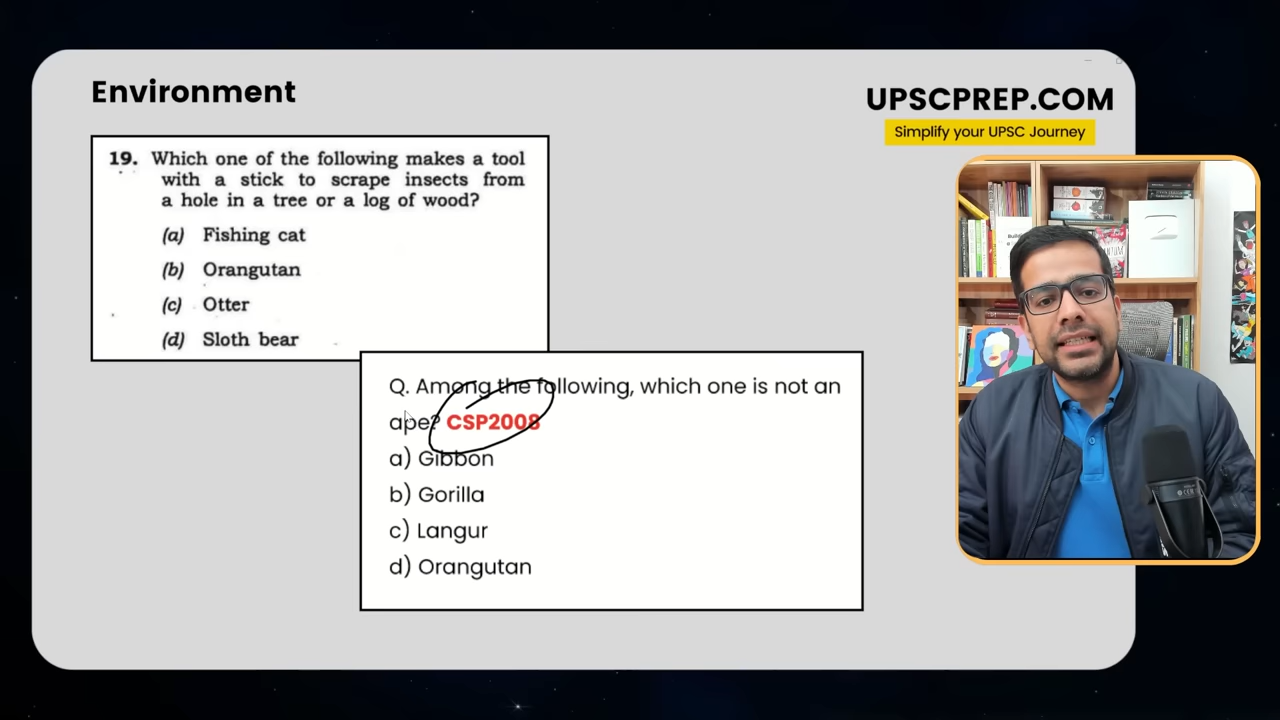 Environment
UPSCPREP.COM
Simplify your UPSC Journey
19. Which one of the following makes a tool
with a stick to scrape insects from
a hole in a tree or a log of wood?
(a) Fishing cat
(b) Orangutan
(c) Otter
(d) Sloth bear
Q. Among the following, which one is not an
ape? CSP2008
a) Gibbon
b) Gorilla
c) Langur
d) Orangutan